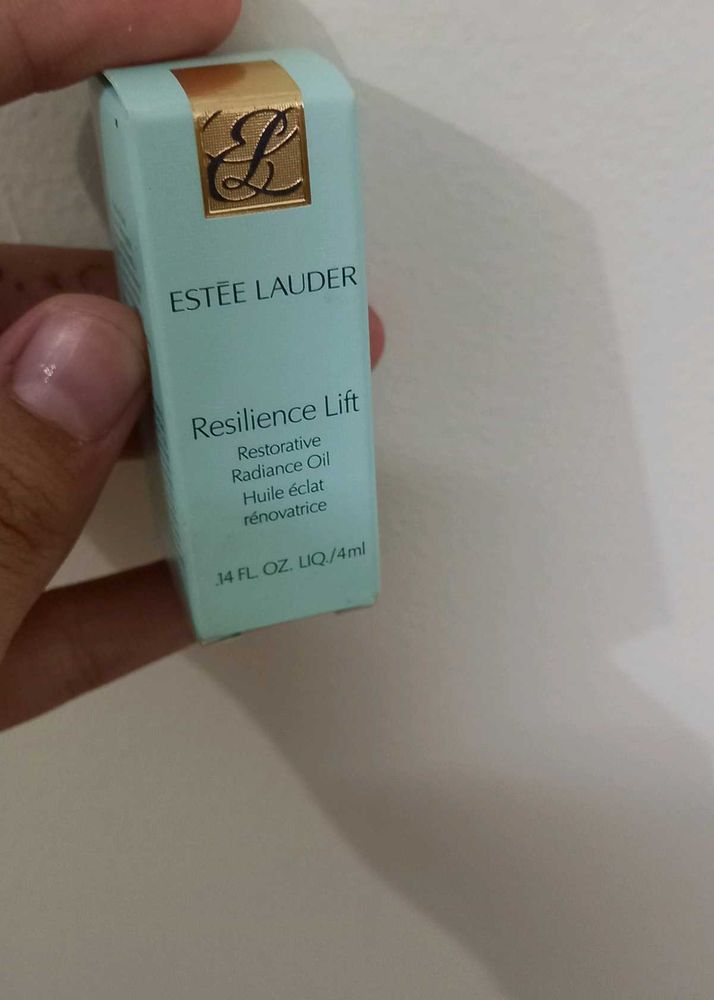 EL
ESTĒE LAUDER
Resilience Lift
Restorative
Radiance Oil
Huile éclat
rénovatrice
.14 FL. OZ. LIQ./4ml